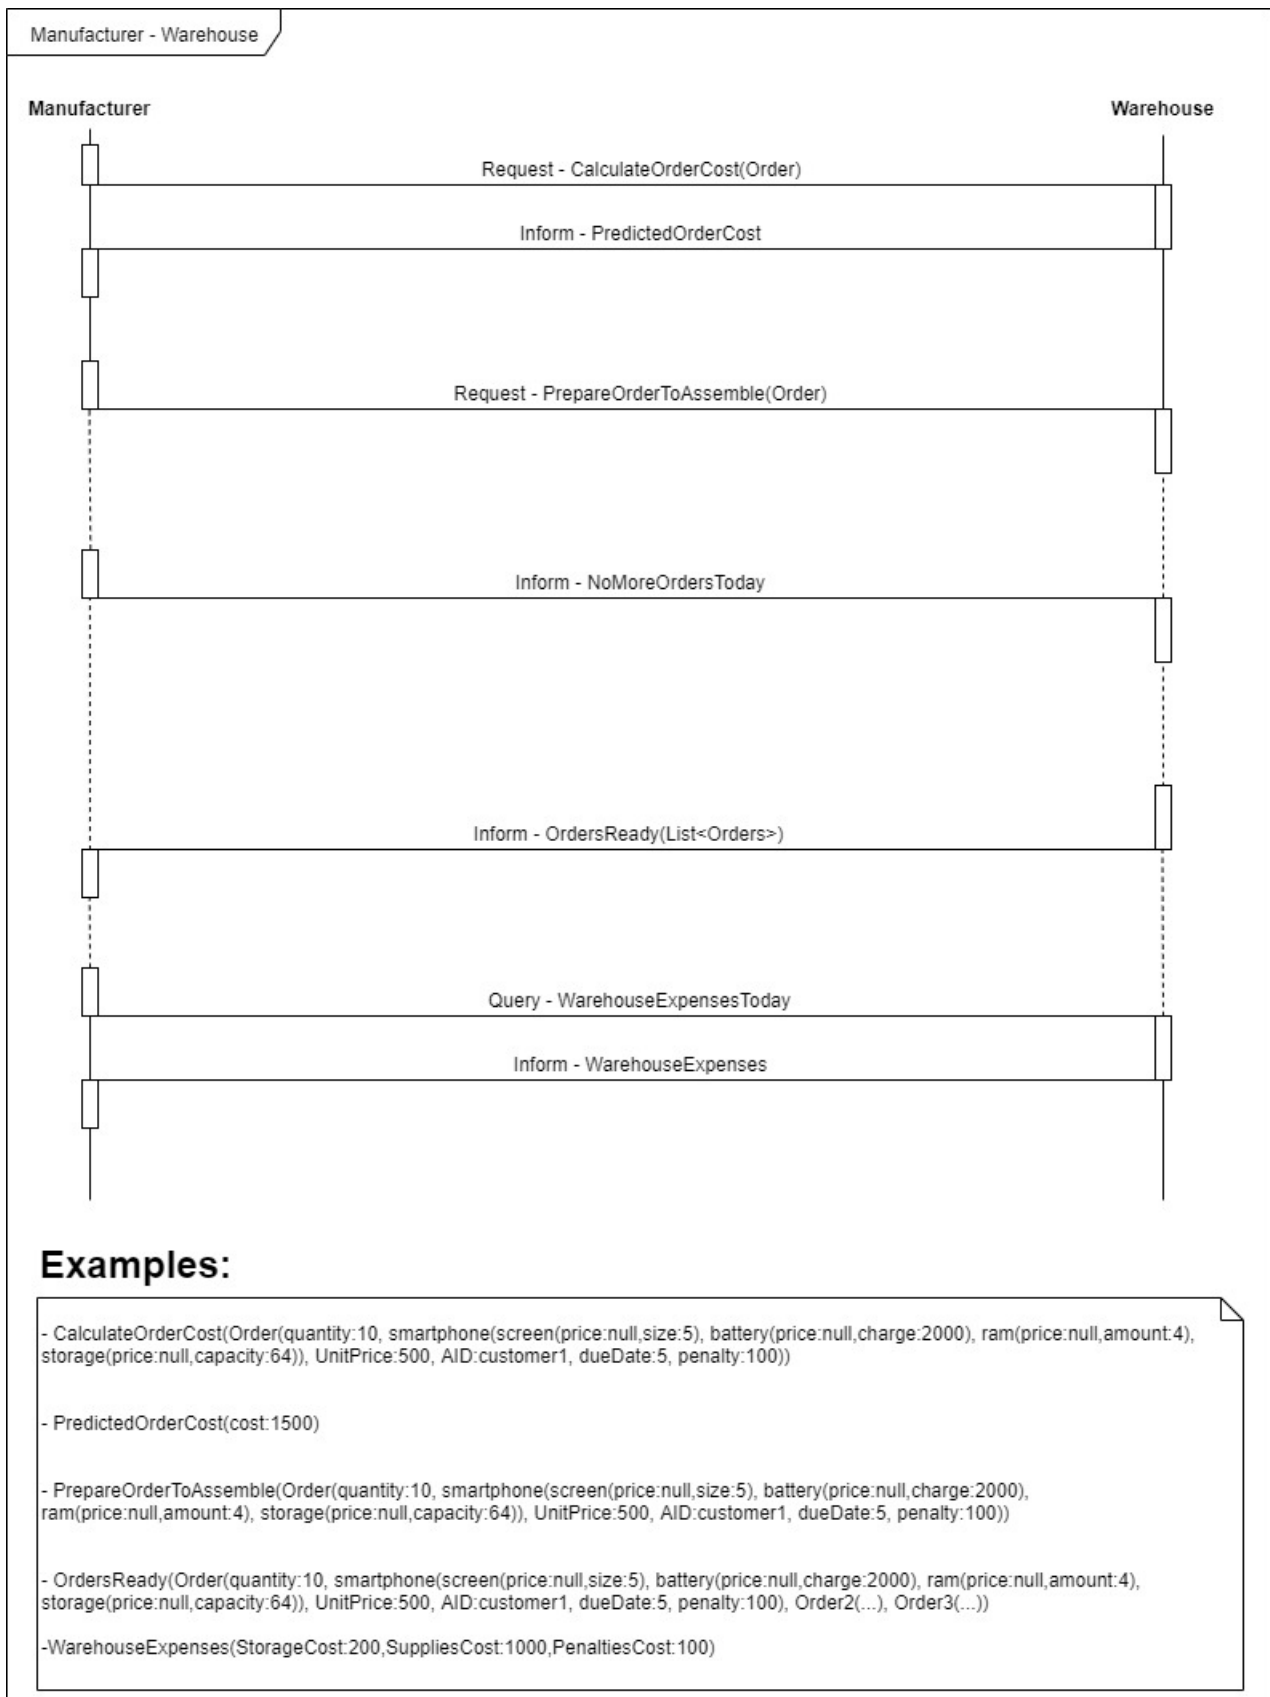 Manufacturer - Warehouse
Manufacturer
Warehouse
Request - CalculateOrderCost(Order)
Inform - PredictedOrderCost
Request - PrepareOrderToAssemble(Order)
Inform - NoMoreOrdersToday
Inform - OrdersReady(List<Orders>)
Query - WarehouseExpensesToday
Inform - WarehouseExpenses
Examples:
- CalculateOrderCost(Order(quantity:10, smartphone(screen(price:null,size:5), battery(price:null,charge:2000), ram(price:null,amount:4),
storage(price:null,capacity:64)), UnitPrice:500, AID:customer1, dueDate:5, penalty:100))
- PredictedOrderCost(cost:1500)
- PrepareOrderToAssemble(Order(quantity:10, smartphone(screen(price:null,size:5), battery(price:null,charge:2000),
ram(price:null,amount:4), storage(price:null,capacity:64)), UnitPrice:500, AID:customer1, dueDate:5, penalty:100))
- OrdersReady(Order(quantity:10, smartphone(screen(price:null,size:5), battery(price:null,charge:2000), ram(price:null,amount:4),
storage(price:null,capacity:64)), UnitPrice:500, AID:customer1, dueDate:5, penalty:100), Order2(...), Order3(...))
-WarehouseExpenses(StorageCost:200,SuppliesCost:1000,PenaltiesCost:100)